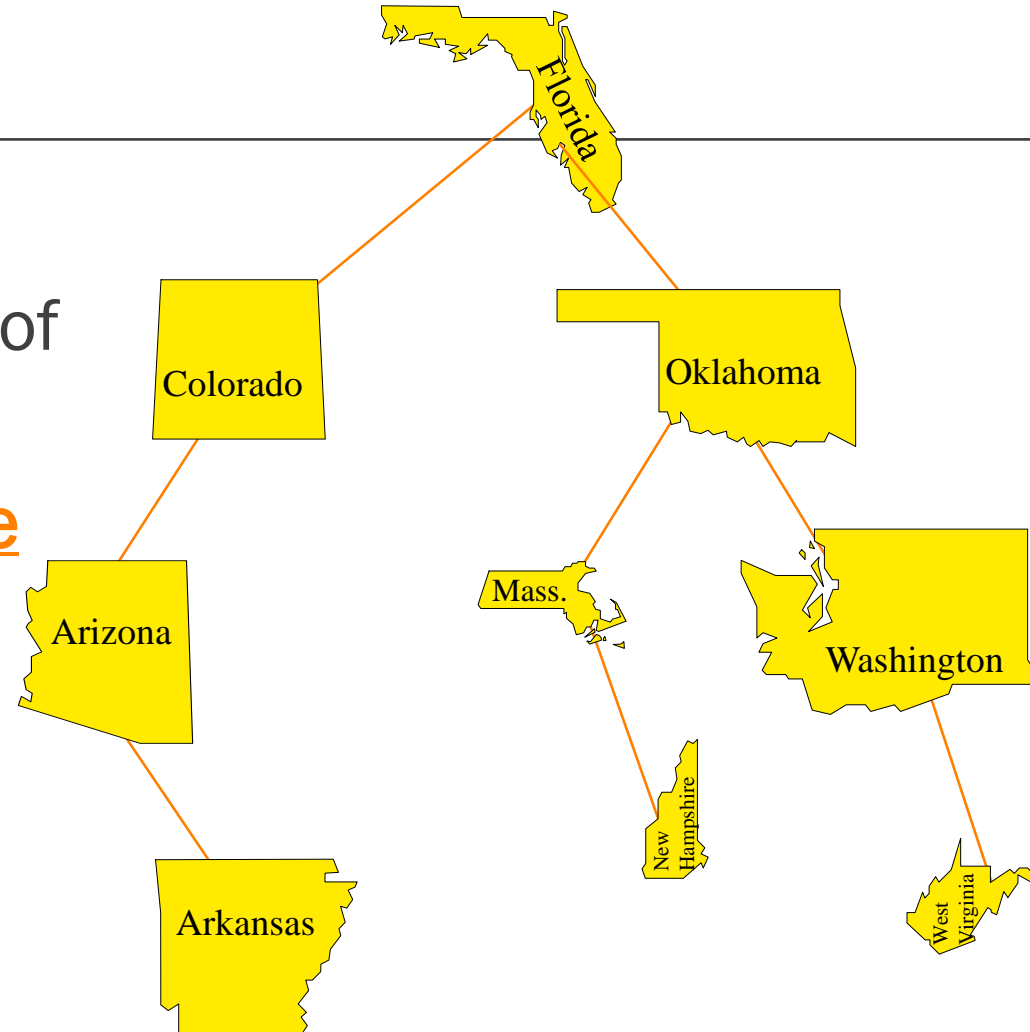 Florida
of
Colorado
Oklahoma
e
Mass.
Arizona
Washington
New
Hampshire
West
Virginia
Arkansas